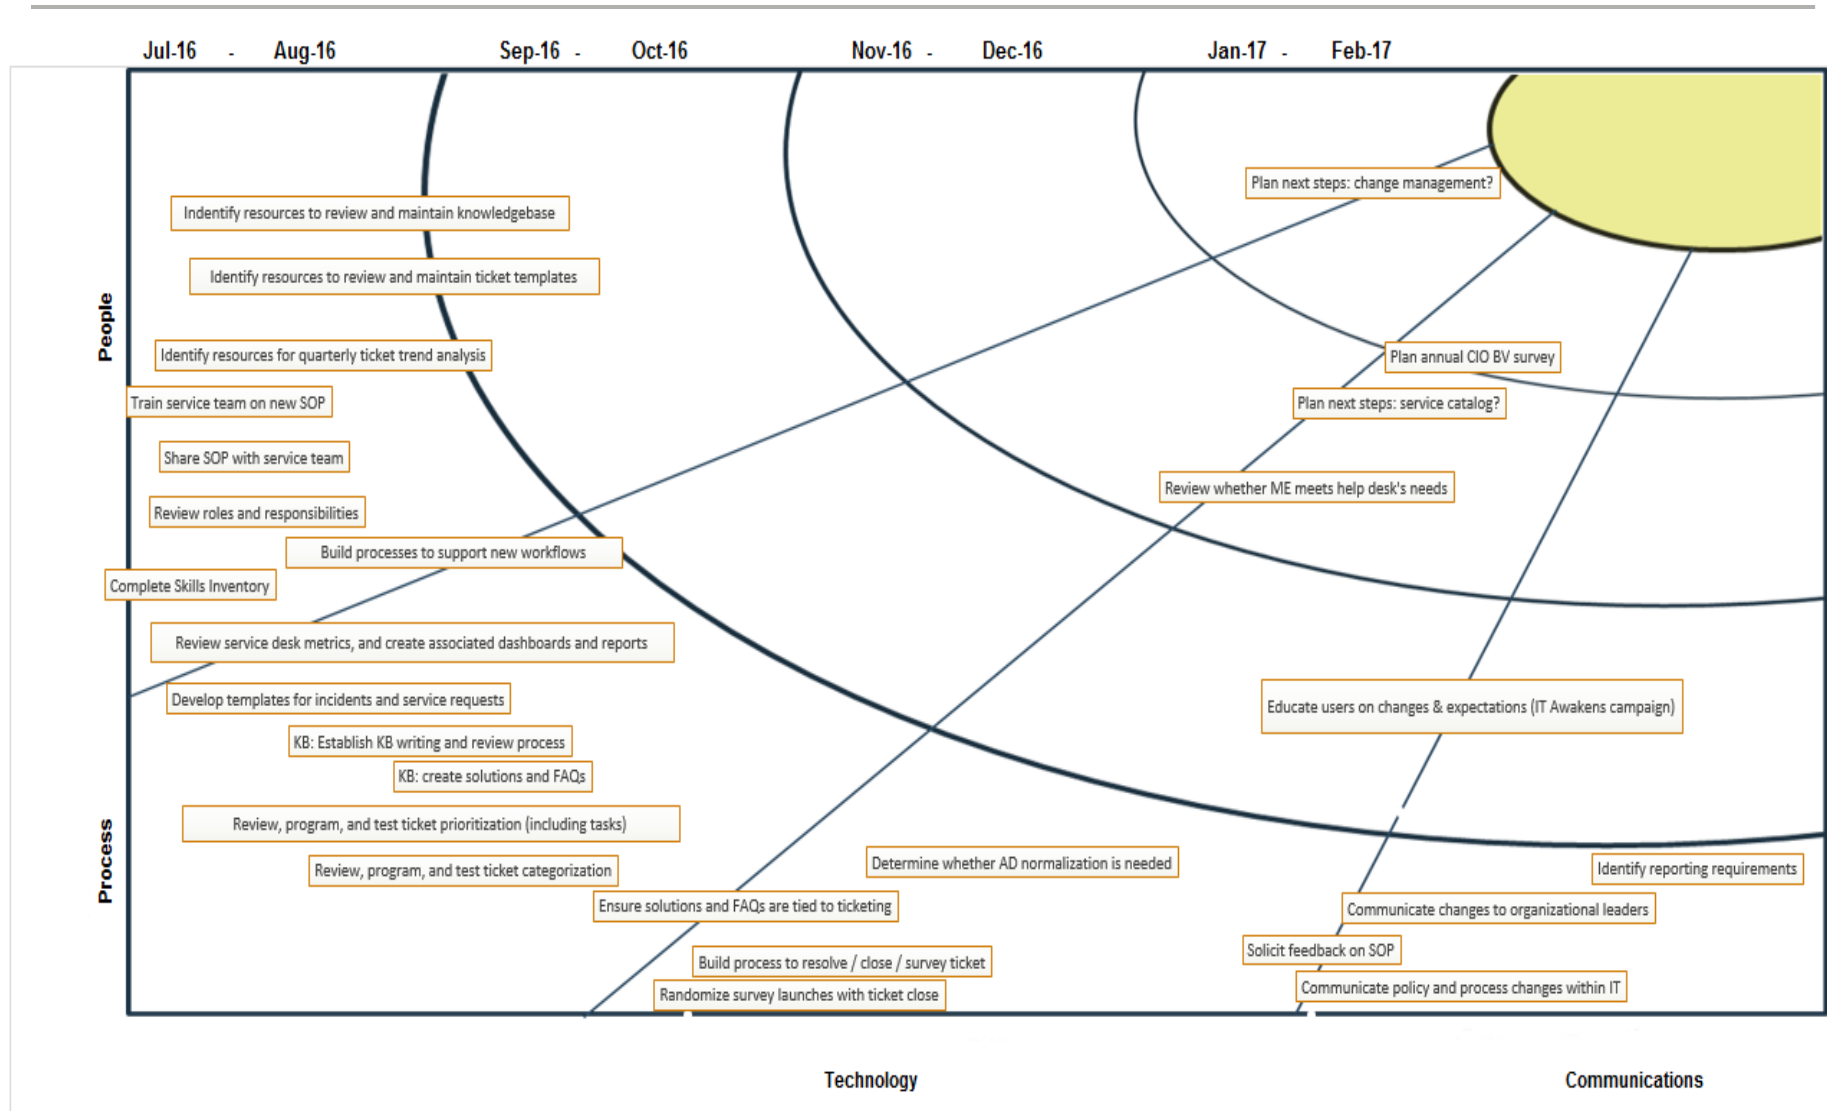 Jul-16 - Aug-16 Sep-16 - Oct-16 Nov-16 - Dec-16 Jan-17 - Feb-17
Plan next steps: change management?
Indentify resources to review and maintain knowledgebase
Identify resources to review and maintain ticket templates
People
Identify resources for quarterly ticket trend analysis
Plan annual CIO BV survey
Train service team on new SOP
Plan next steps: service catalog?
Share SOP with service team
Review whether ME meets help desk's needs
Review roles and responsibilities
Build processes to support new workflows
Complete Skills Inventory
Review service desk metrics, and create associated dashboards and reports
Develop templates for incidents and service requests
Educate users on changes & expectations (IT Awakens campaign)
KB: Establish KB writing and review process
KB: create solutions and FAQs
Review, program, and test ticket prioritization (including tasks)
Process
Determine whether AD normalization is needed
Review, program, and test ticket categorization
Identify reporting requirements
Ensure solutions and FAQs are tied to ticketing
Communicate changes to organizational leaders
Solicit feedback on SOP
Build process to resolve / close / survey ticket
Communicate policy and process changes within IT
Randomize survey launches with ticket close
Technology
Communications